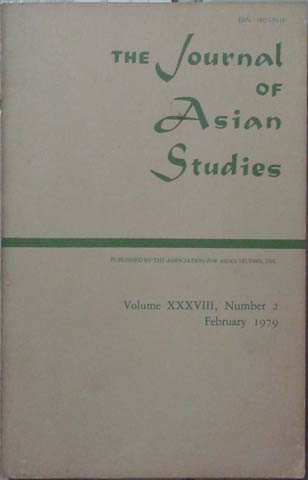 THE Journal
OF
Asian
Studies
PUBLISHED BY THE ASSOCIATION FOR ASIAN STUDIES, INC.
Volume XXXVIII, Number 2
February 1979